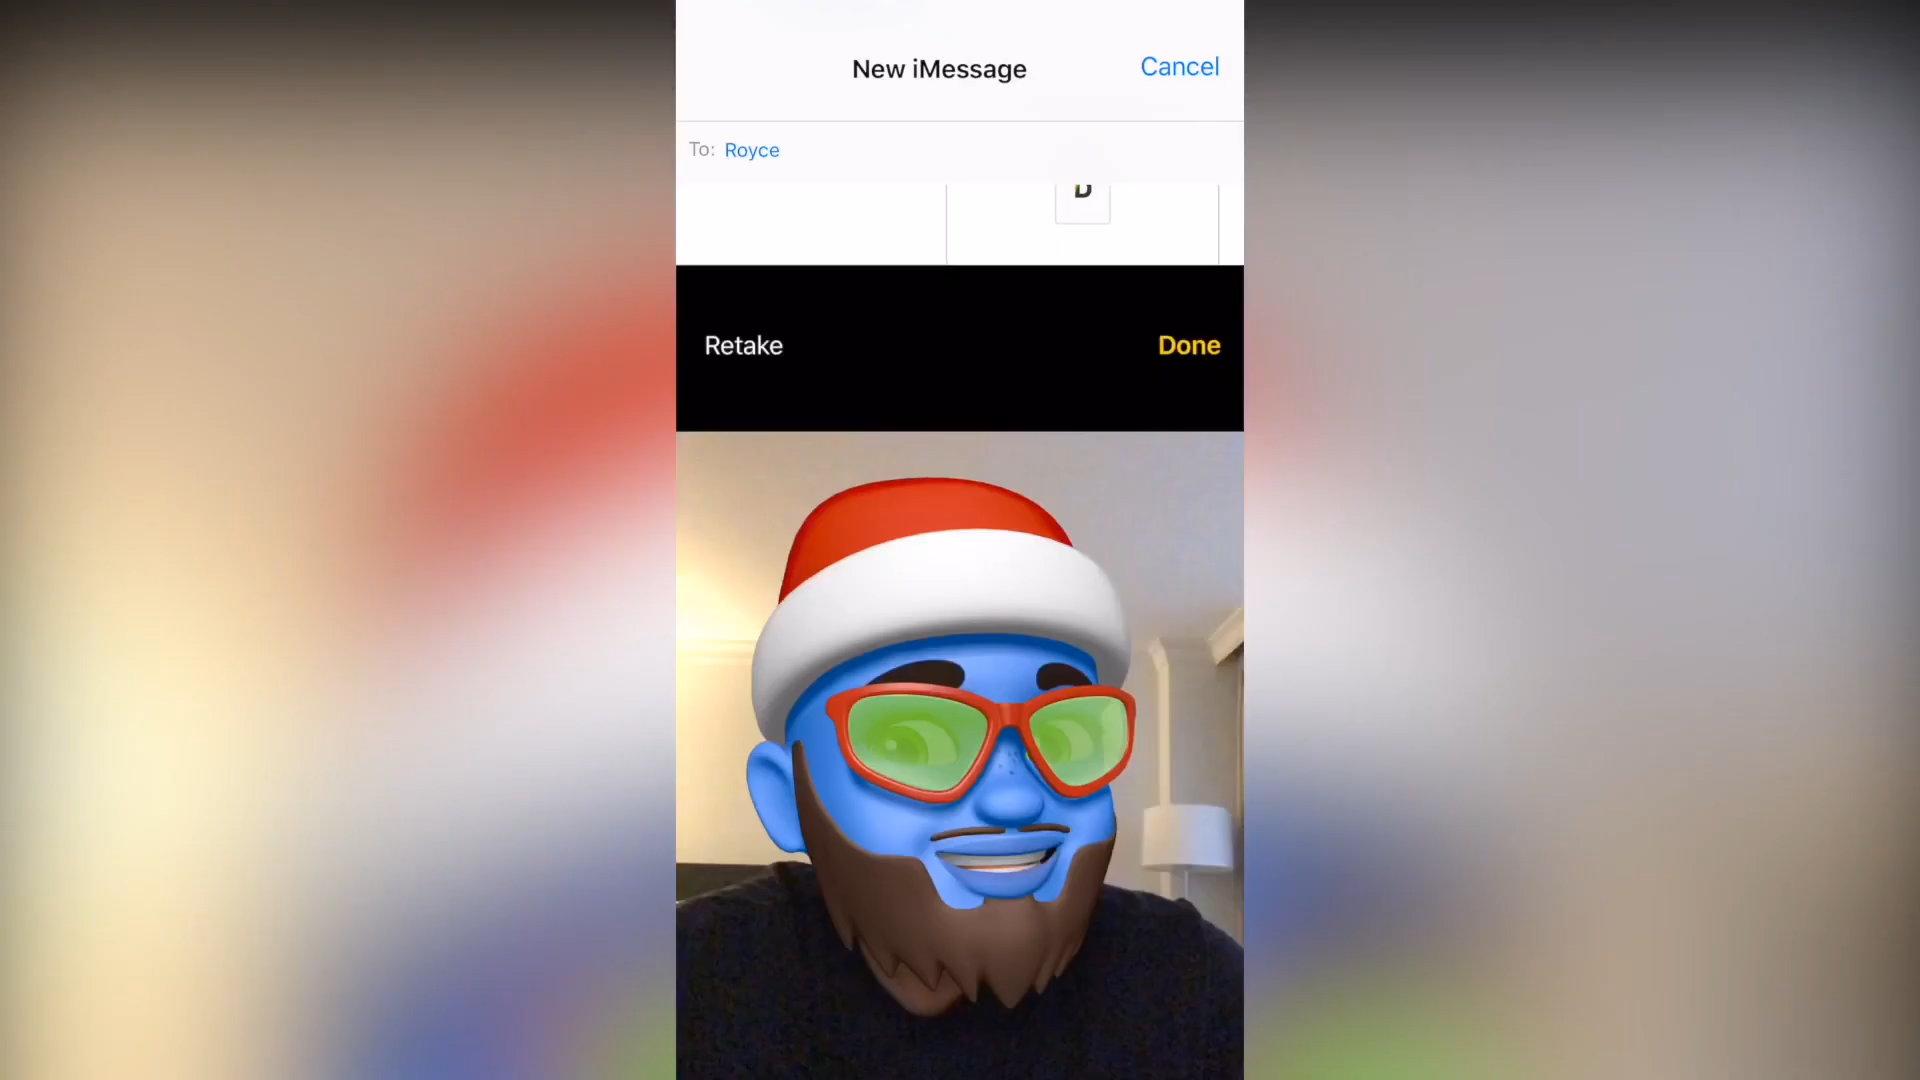 New iMessage
Cancel
To: Royce
Retake
Done